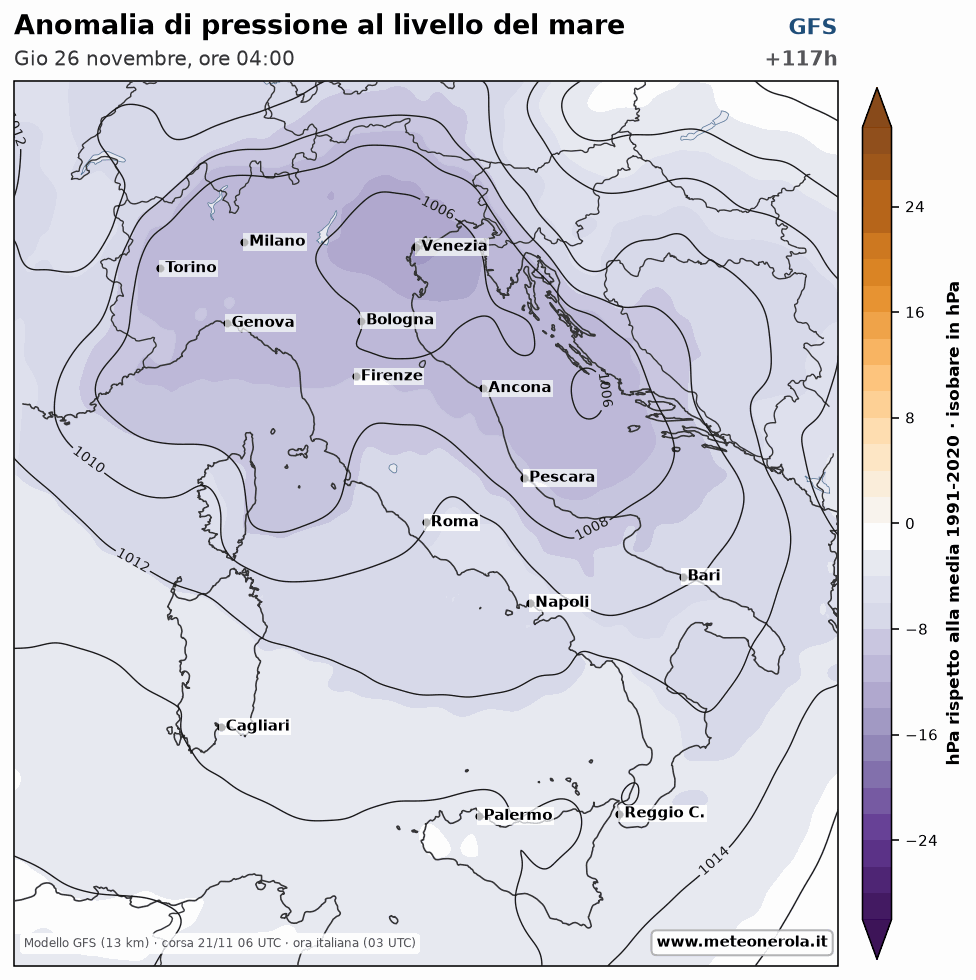 Anomalia di pressione al livello del mare
GFS
Gio 26 novembre, ore 04:00
+117h
1006
Milano
Venezia
Torino
Genova
Bologna
Firenze
Ancona
1006
1010
Pescara
Roma
1008
1012
Bari
Napoli
Cagliari
Palermo
Reggio C.
1014
Modello GFS (13 km) · corsa 21/11 06 UTC · ora italiana (03 UTC)
www.meteonerola.it
24
16
8
0
−8
−16
−24
hPa rispetto alla media 1991-2020 · isobare in hPa